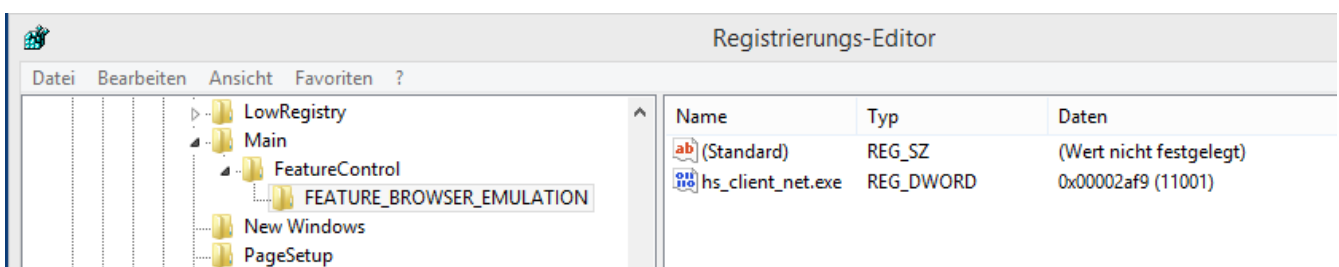 Registrierungs-Editor
Datei Bearbeiten Ansicht Favoriten ?
LowRegistry
Main
FeatureControl
FEATURE_BROWSER_EMULATION
New Windows
PageSetup
Name Typ Daten
(Standard) REG_SZ (Wert nicht festgelegt)
hs_client_net.exe REG_DWORD 0x00002af9 (11001)